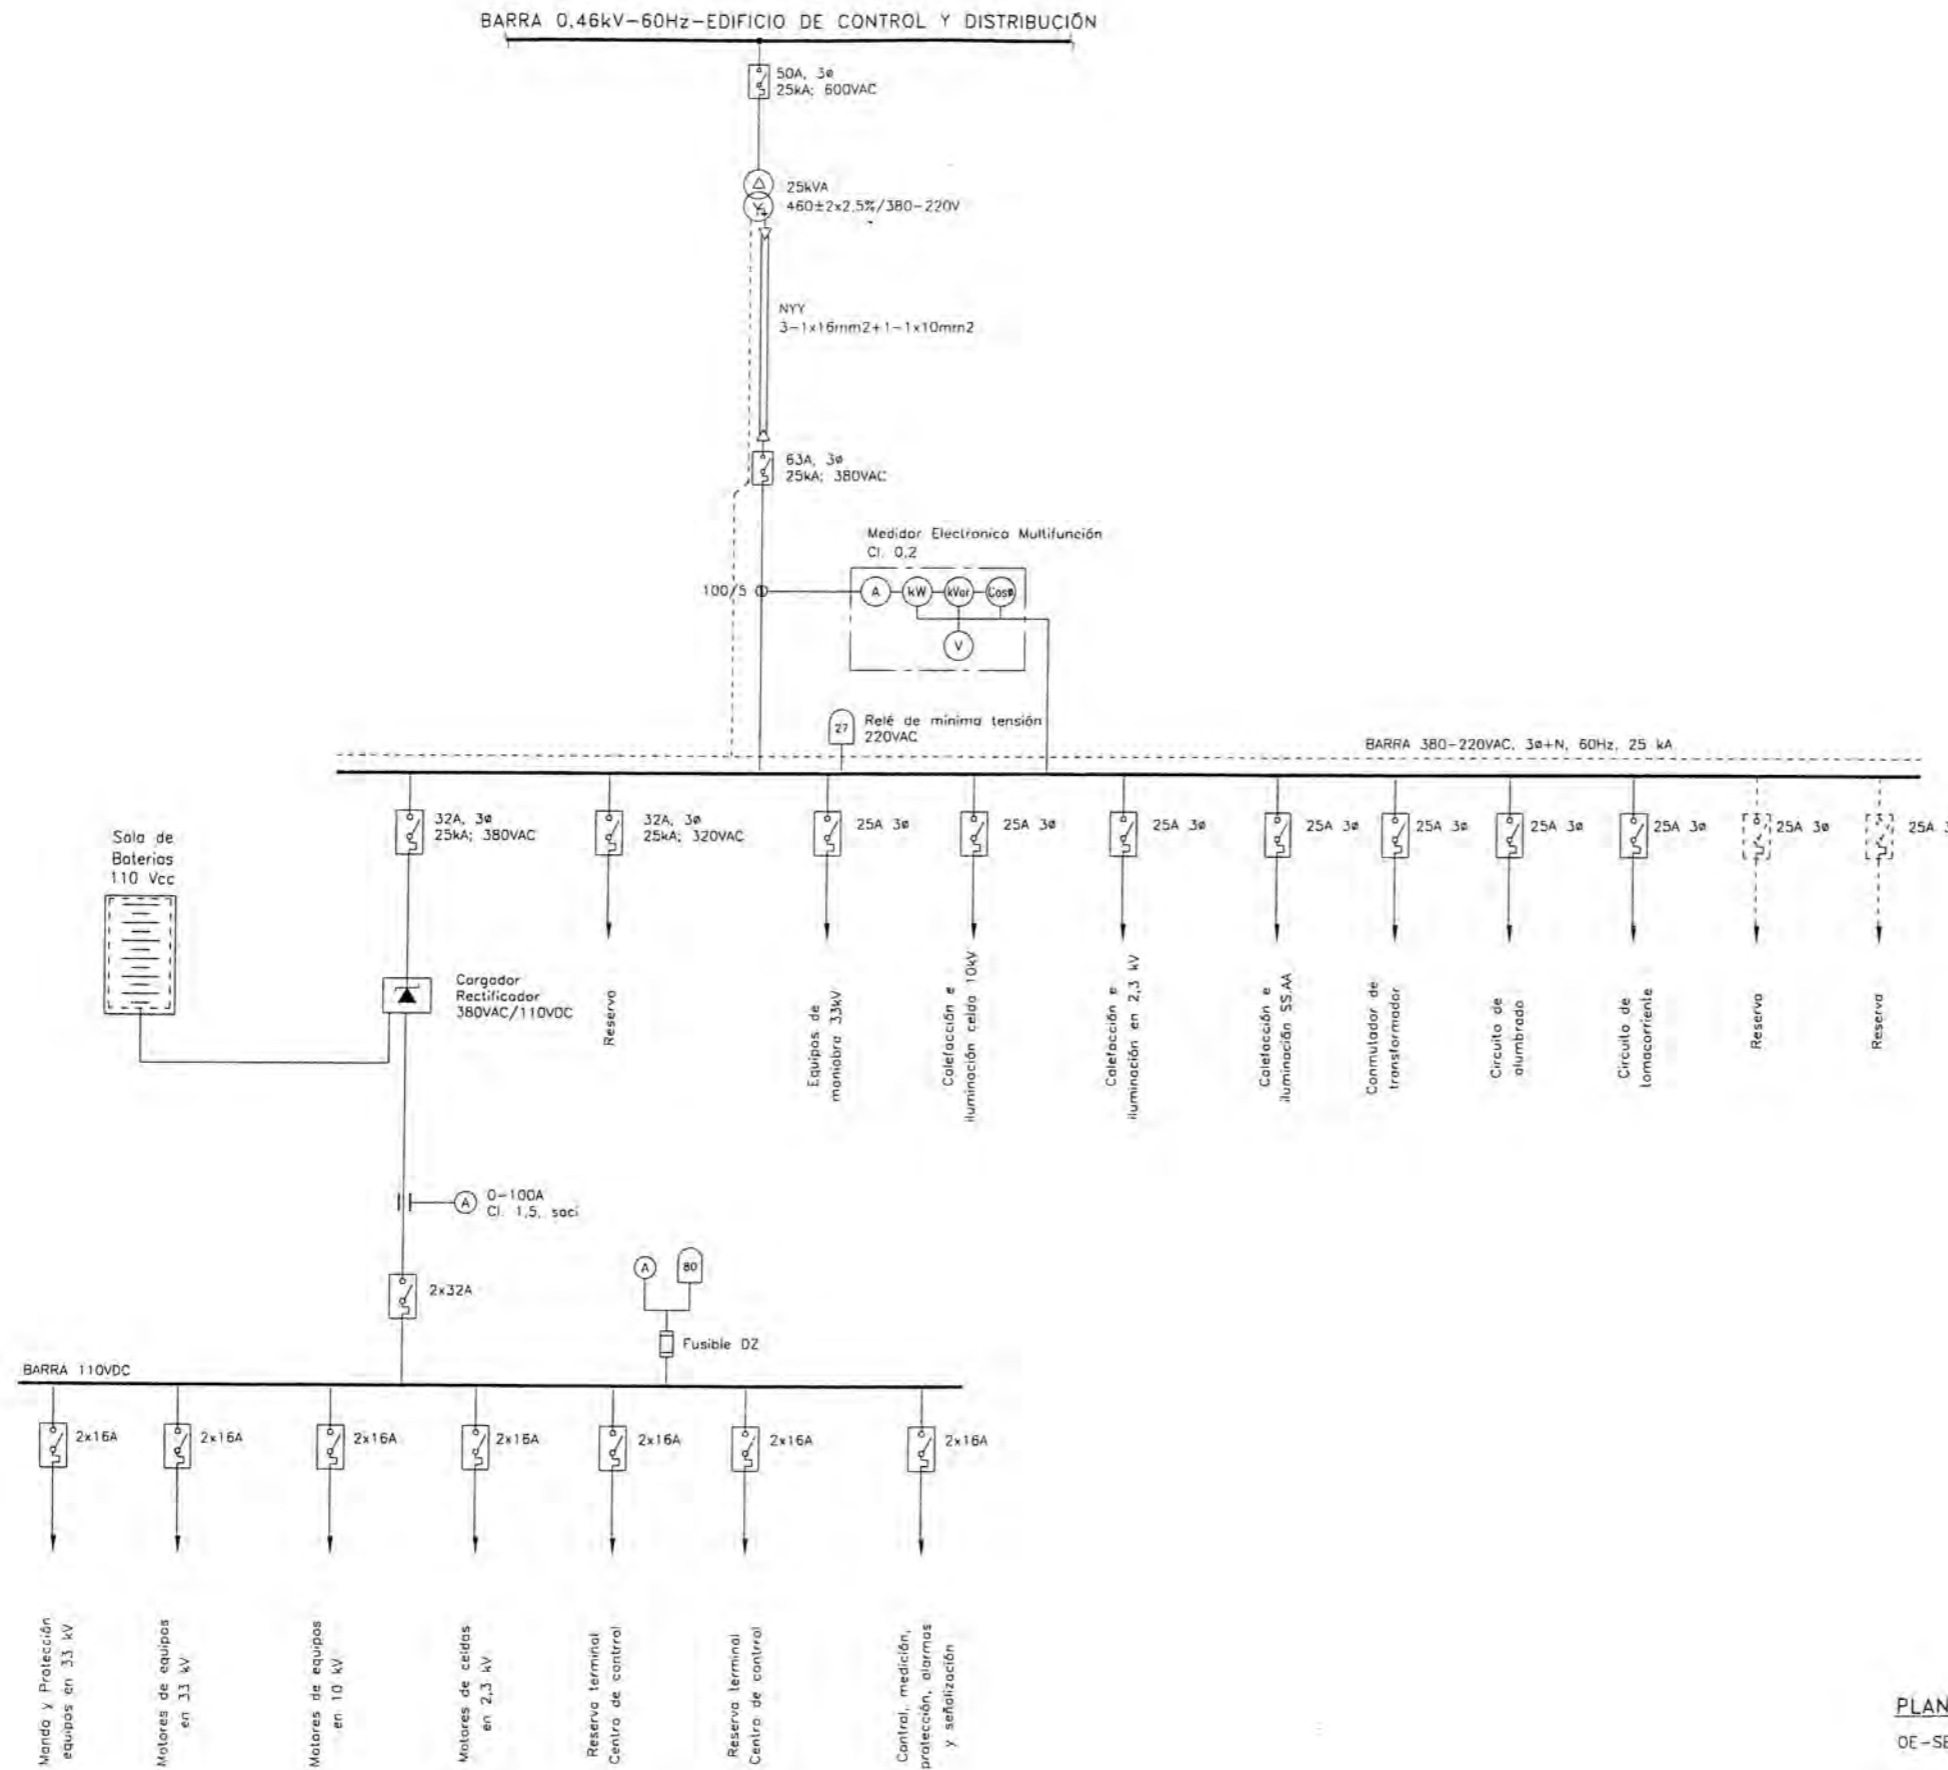 BARRA 0,46kV-60Hz-EDIFICIO DE CONTROL Y DISTRIBUCIÓN
50A, 3ø
25kA; 600VAC
25kVA
460±2x2.5%/380-220V
NYY
3-1x16mm2+1-1x10mm2
63A, 3ø
25kA; 380VAC
Medidor Electronico Multifunción
Cl. 0,2
100/5
A
kW
kVar
Cosø
V
27
Relé de mínima tensión
220VAC
BARRA 380-220VAC, 3ø+N, 60Hz, 25 kA
32A, 3ø
25kA; 380VAC
32A, 3ø
25kA; 320VAC
25A 3ø
25A 3ø
25A 3ø
25A 3ø
25A 3ø
25A 3ø
25A 3ø
25A 3ø
25A 3
Sala de
Baterias
110 Vcc
Cargador
Rectificador
380VAC/110VDC
Reserva
Equipos de
maniobra 33kV
Calefacción e
iluminación celda 10kV
Calefacción e
iluminación en 2,3 kV
Calefacción e
iluminación SS.AA
Conmutador de
transformador
Circuito de
alumbrado
Circuito de
tomacorriente
Reserva
Reserva
A
0-100A
Cl. 1,5, saci
2x32A
A
80
Fusible DZ
BARRA 110VDC
2x16A
2x16A
2x16A
2x16A
2x16A
2x16A
2x16A
Mando y Protección
equipos en 33 kV
Motores de equipos
en 33 kV
Motores de equipos
en 10 kV
Motores de celdas
en 2,3 kV
Reserva terminal
Centro de control
Reserva terminal
Centro de control
Control, medición,
protección, alarmas
y señalización
PLAN
OE-SE